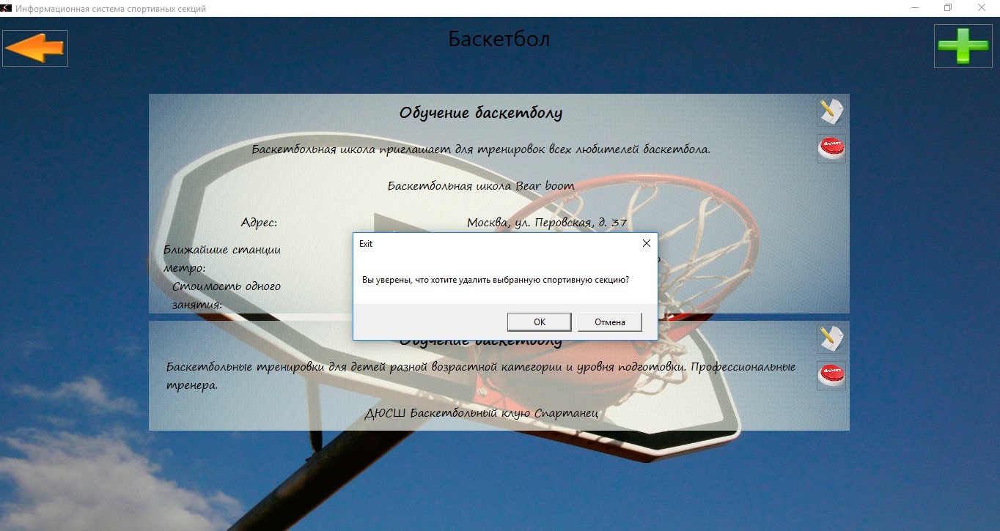 Информационная система спортивных секций
Баскетбол
Обучение баскетболу
Баскетбольная школа приглашает для тренировок всех любителей баскетбола.
Баскетбольная школа Bear boom
Адрес: Москва, ул. Перовская, д. 37
Ближайшие станции
метро:
Стоимость одного
занятия:
Exit
Вы уверены, что хотите удалить выбранную спортивную секцию?
OK Отмена
Обучение баскетболу
Баскетбольные тренировки для детей разной возрастной категории и уровня подготовки. Профессиональные
тренера.
ДЮСШ Баскетбольный клую Спартанец